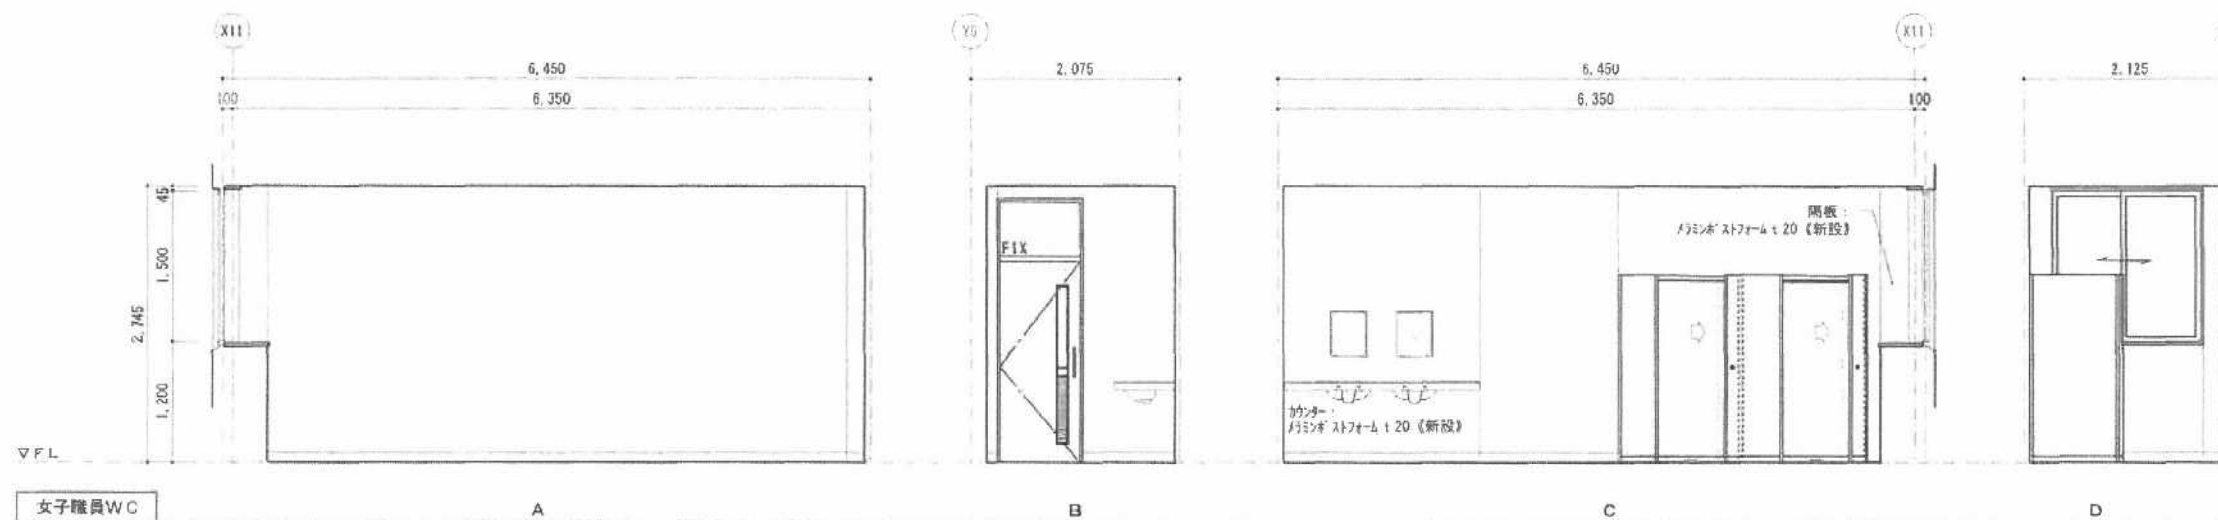 X11
Y6
X11
6,450
2,075
6,450
2,125
100
6,350
6,350
100
45
1,500
2,745
1,200
FIX
隔板:
メラミンポストフォーム t 20《新設》
カウンター:
メラミンポストフォーム t 20《新設》
▽FL
女子職員WC
A
B
C
D